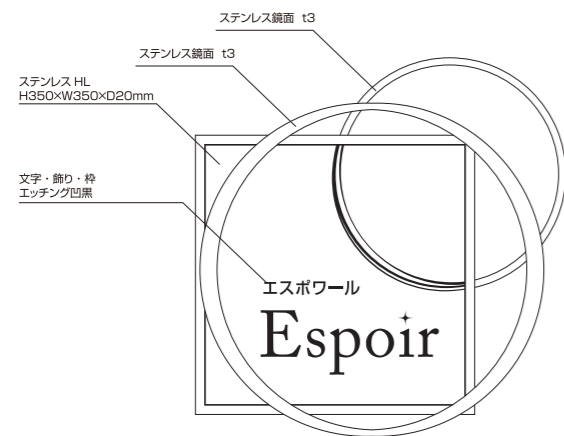 ステンレス鏡面 t3
ステンレス鏡面 t3
ステンレス HL
H350×W350×D20mm
文字・飾り・枠
エッチング凹黒
エスポワール
Espoir